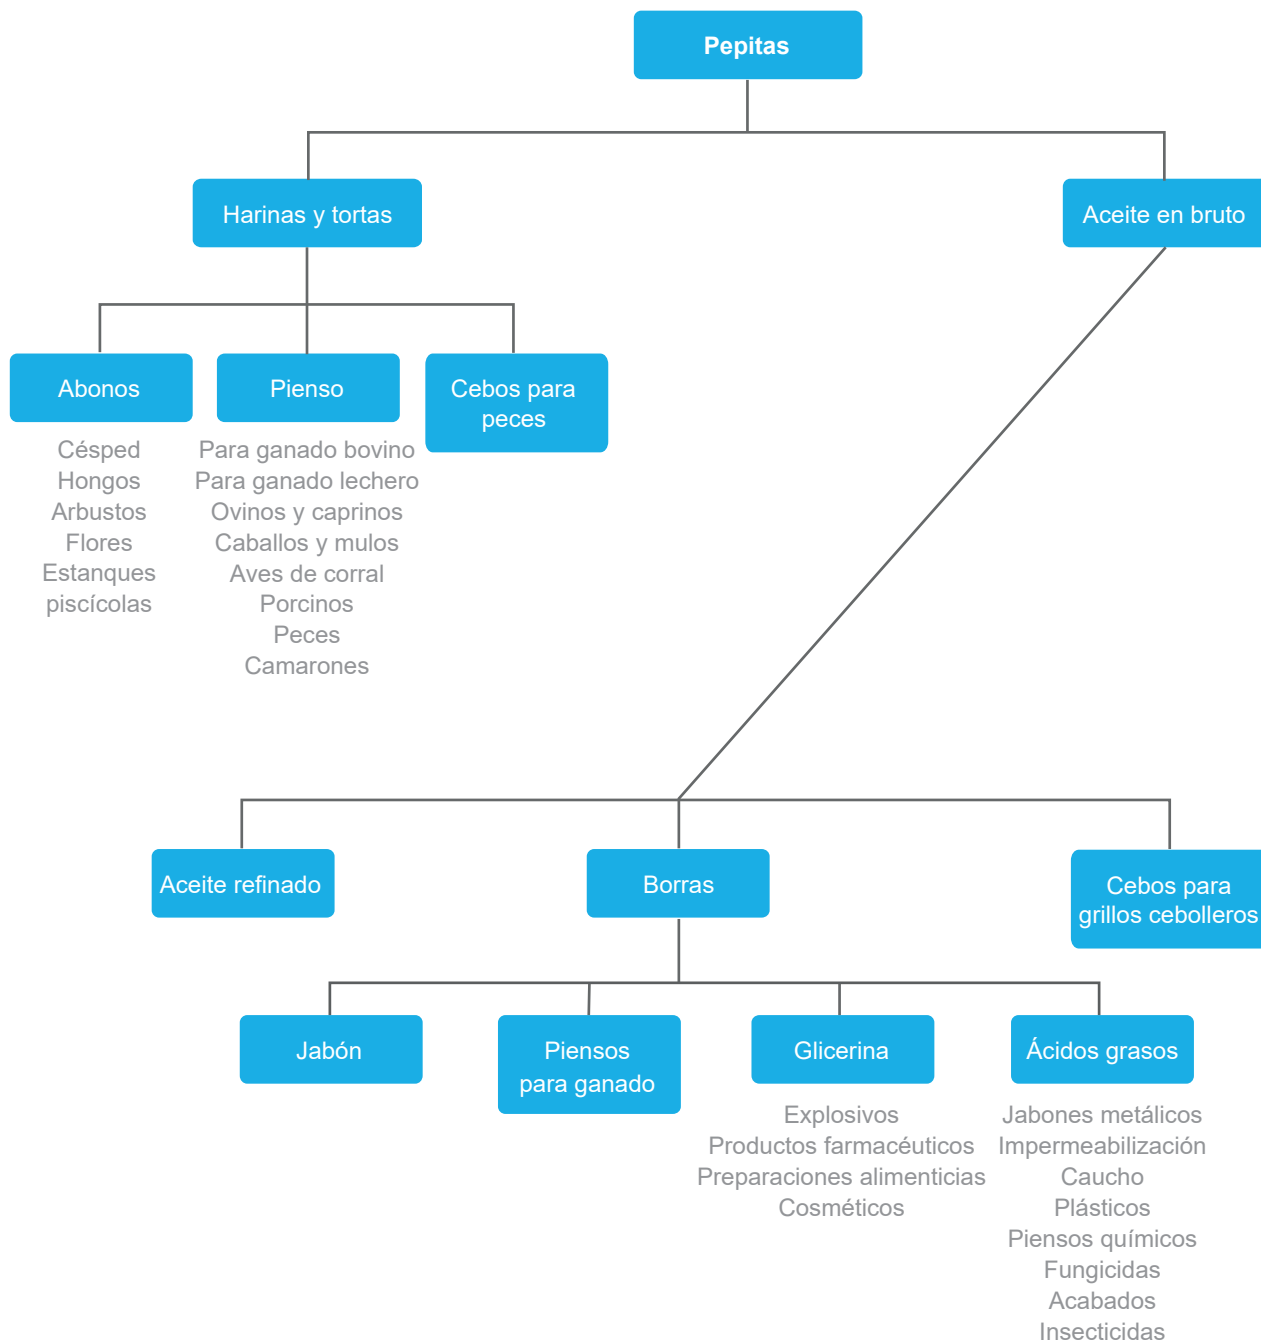 Pepitas
Harinas y tortas
Aceite en bruto
Abonos
Césped
Hongos
Arbustos
Flores
Estanques
piscícolas
Pienso
Para ganado bovino
Para ganado lechero
Ovinos y caprinos
Caballos y mulos
Aves de corral
Porcinos
Peces
Camarones
Cebos para
peces
Aceite refinado
Borras
Cebos para
grillos cebolleros
Jabón
Piensos
para ganado
Glicerina
Explosivos
Productos farmacéuticos
Preparaciones alimenticias
Cosméticos
Ácidos grasos
Jabones metálicos
Impermeabilización
Caucho
Plásticos
Piensos químicos
Fungicidas
Acabados
Insecticidas